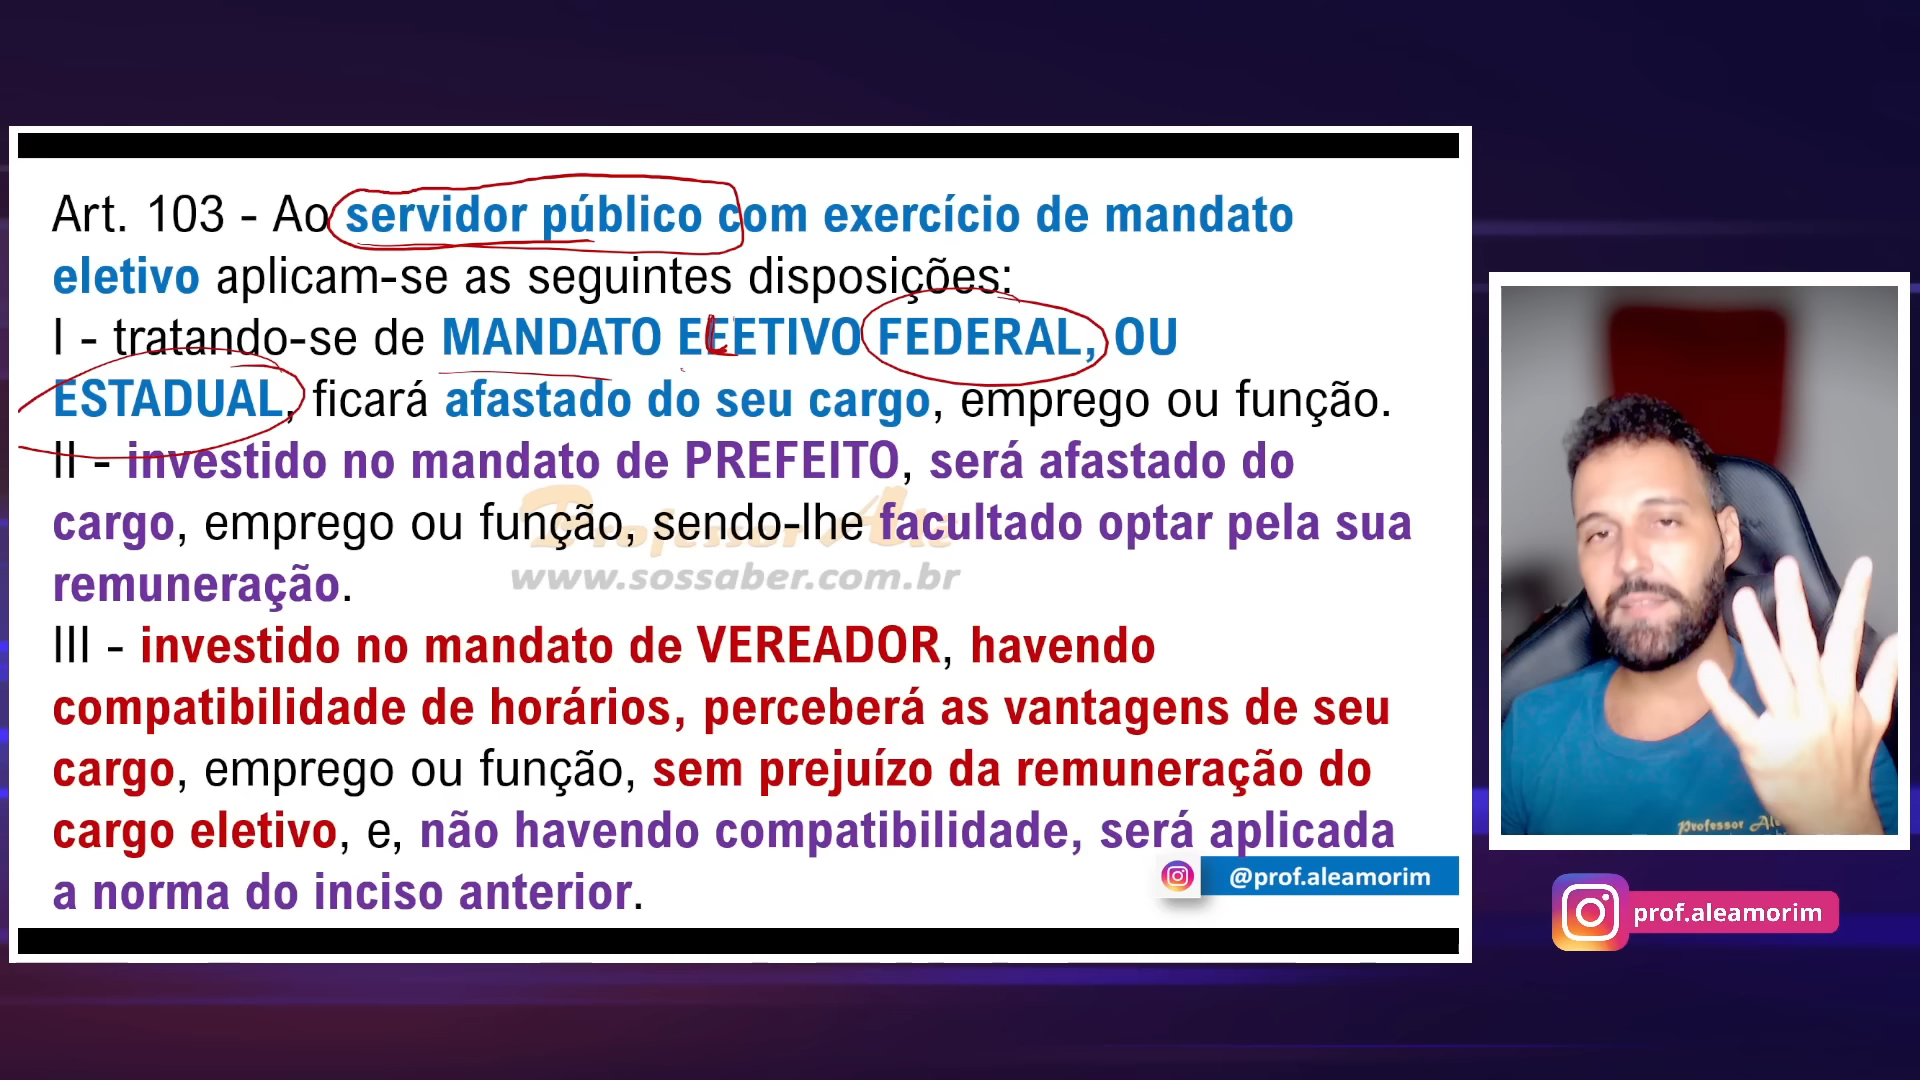 Art. 103 - Ao servidor público com exercício de mandato
eletivo aplicam-se as seguintes disposições:
I - tratando-se de MANDATO ELETIVO FEDERAL, OU
ESTADUAL, ficará afastado do seu cargo, emprego ou função.
II - investido no mandato de PREFEITO, será afastado do
cargo, emprego ou função, sendo-lhe facultado optar pela sua
remuneração.
Professor Ale
www.sossaber.com.br
III - investido no mandato de VEREADOR, havendo
compatibilidade de horários, perceberá as vantagens de seu
cargo, emprego ou função, sem prejuízo da remuneração do
cargo eletivo, e, não havendo compatibilidade, será aplicada
a norma do inciso anterior.
@prof.aleamorim
Professor
prof.aleamorim